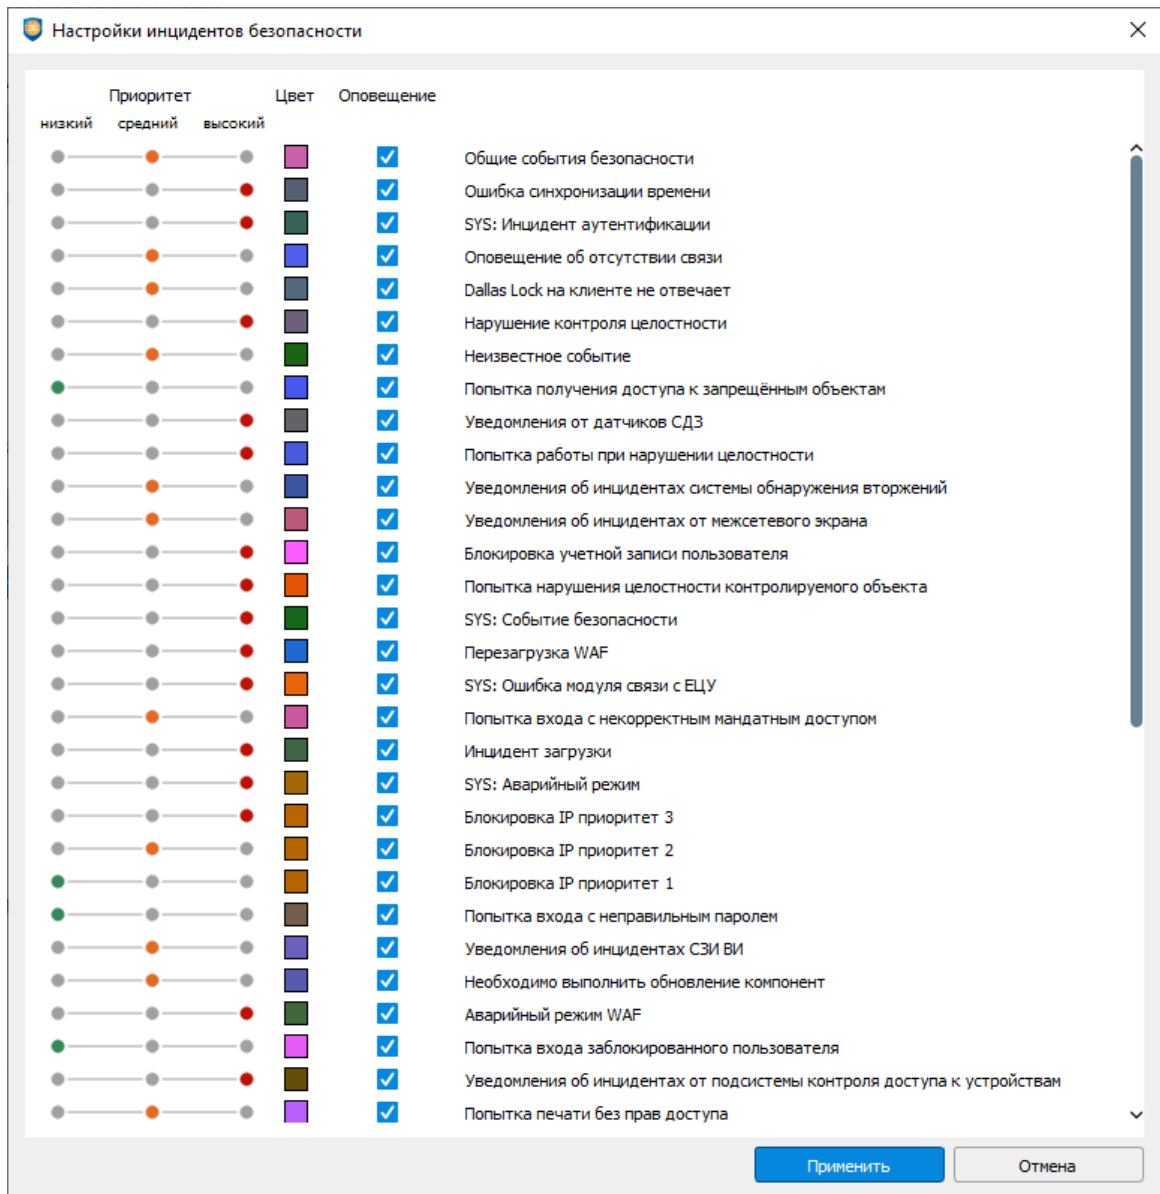 Настройки инцидентов безопасности
Приоритет Цвет Оповещение
низкий средний высокий
Общие события безопасности
Ошибка синхронизации времени
SYS: Инцидент аутентификации
Оповещение об отсутствии связи
Dallas Lock на клиенте не отвечает
Нарушение контроля целостности
Неизвестное событие
Попытка получения доступа к запрещённым объектам
Уведомления от датчиков СДЗ
Попытка работы при нарушении целостности
Уведомления об инцидентах системы обнаружения вторжений
Уведомления об инцидентах от межсетевого экрана
Блокировка учетной записи пользователя
Попытка нарушения целостности контролируемого объекта
SYS: Событие безопасности
Перезагрузка WAF
SYS: Ошибка модуля связи с ЕЦУ
Попытка входа с некорректным мандатным доступом
Инцидент загрузки
SYS: Аварийный режим
Блокировка IP приоритет 3
Блокировка IP приоритет 2
Блокировка IP приоритет 1
Попытка входа с неправильным паролем
Уведомления об инцидентах СЗИ ВИ
Необходимо выполнить обновление компонент
Аварийный режим WAF
Попытка входа заблокированного пользователя
Уведомления об инцидентах от подсистемы контроля доступа к устройствам
Попытка печати без прав доступа
Применить Отмена